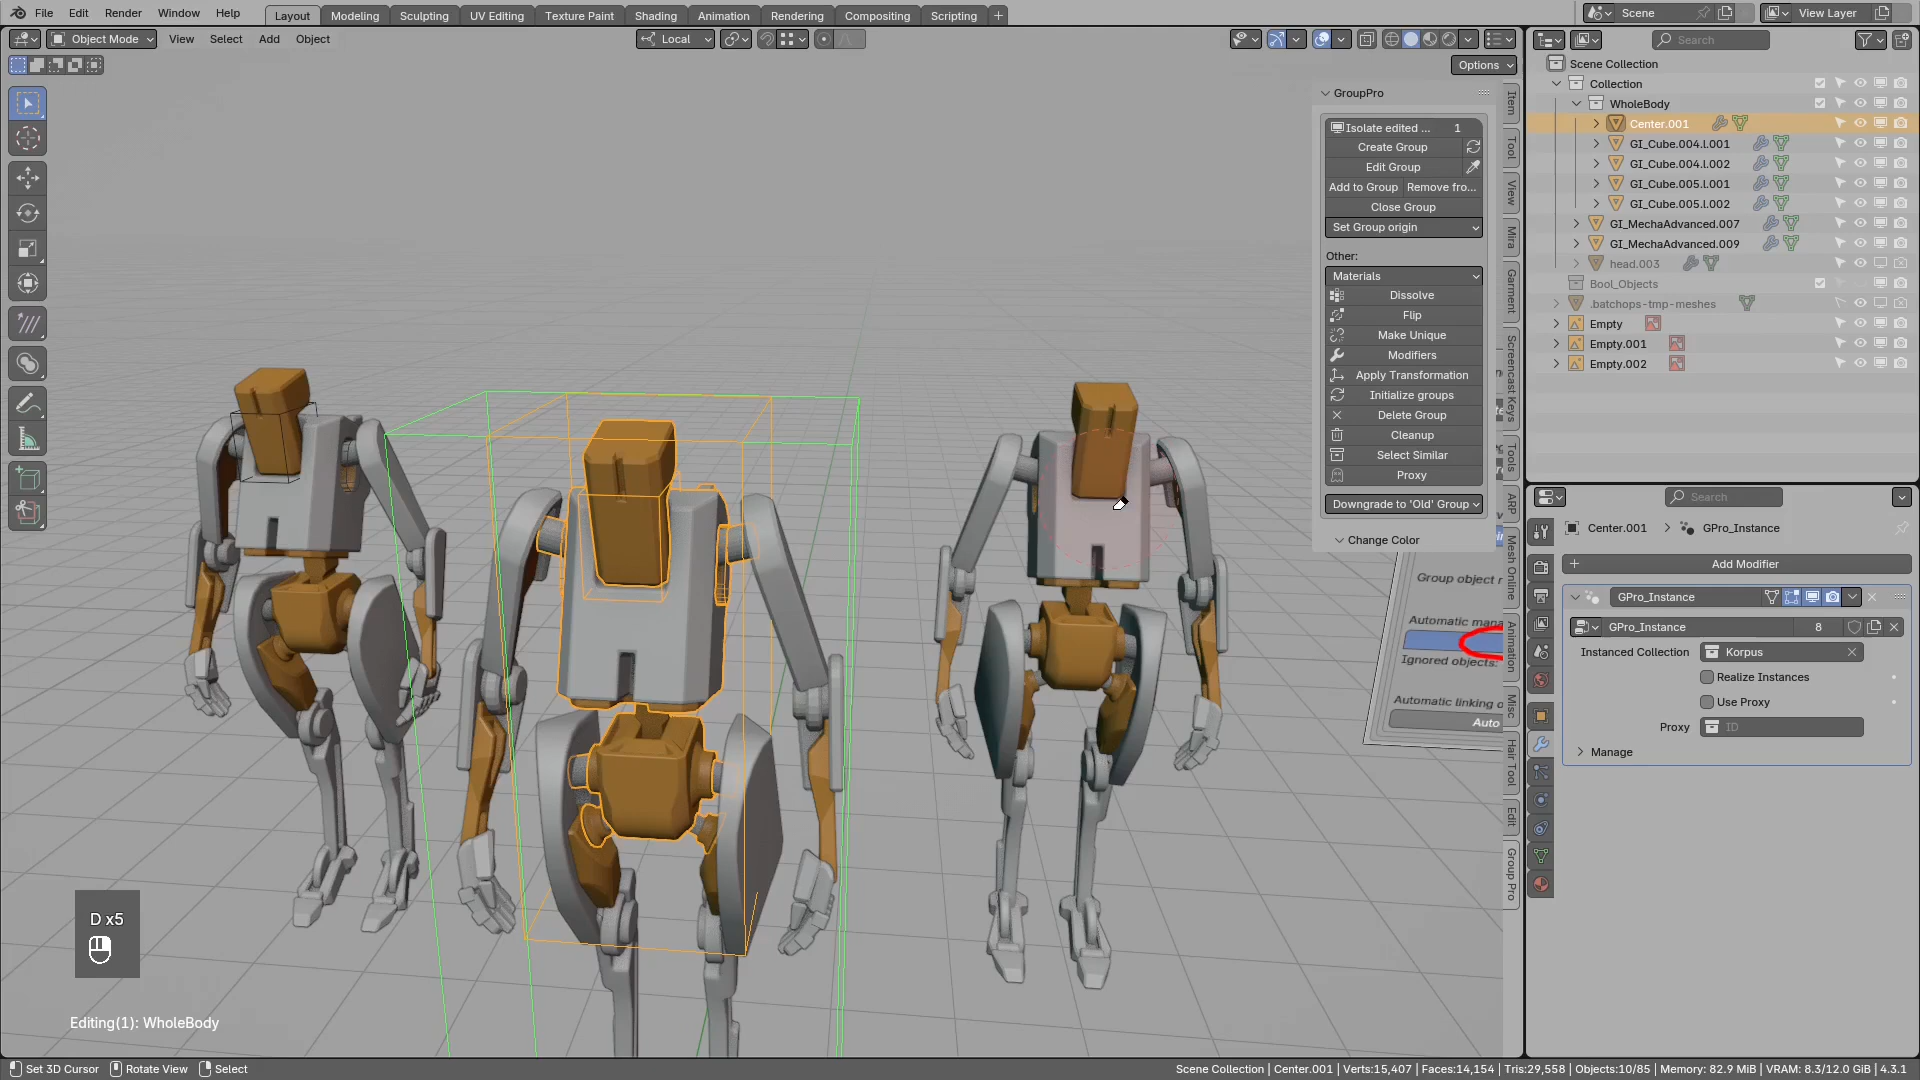 File Edit Render Window Help Layout Modeling Sculpting UV Editing Texture Paint Shading Animation Rendering Compositing Scripting Scene View Layer
Object Mode View Select Add Object Local Search
Options
Scene Collection
Collection
WholeBody
Center.001
GI_Cube.004.l.001
GI_Cube.004.l.002
GI_Cube.005.l.001
GI_Cube.005.l.002
GI_MechaAdvanced.007
GI_MechaAdvanced.009
head.003
Bool_Objects
.batchops-tmp-meshes
Empty
Empty.001
Empty.002
GroupPro
Isolate edited ... 1
Create Group
Edit Group
Add to Group Remove fro...
Close Group
Set Group origin
Other:
Materials
Dissolve
Flip
Make Unique
Modifiers
Apply Transformation
Initialize groups
Delete Group
Cleanup
Select Similar
Proxy
Downgrade to 'Old' Group
Change Color
Item
Tool
View
Mira
Garment
Screencast Keys
Tools
ARP
Mesh Online
Animation
Misc
Hair Tool
Edit
Group Pro
Group object
Automatic
Ignored objects:
Automatic linking
Auto
Search
Center.001 GPro_Instance
Add Modifier
GPro_Instance
GPro_Instance 8
Instanced Collection Korpus
Realize Instances
Use Proxy
Proxy ID
Manage
D x5
Editing(1): WholeBody
Set 3D Cursor Rotate View Select Scene Collection | Center.001 | Verts:15,407 | Faces:14,154 | Tris:29,558 | Objects:10/85 | Memory: 82.9 MiB | VRAM: 8.3/12.0 GiB | 4.3.1